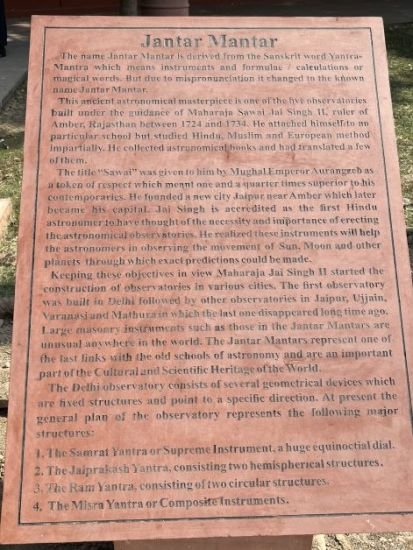 Jantar Mantar
The name Jantar Mantar is derived from the Sanskrit word Yantra-
Mantra which means instruments and formulae / calculations or
magical words. But due to mispronunciation it changed to the known
name Jantar Mantar.
This ancient astronomical masterpiece is one of the five observatories
built under the guidance of Maharaja Sawai Jai Singh II, ruler of
Amber, Rajasthan between 1724 and 1734. He attached himself to no
particular school but studied Hindu, Muslim and European method
impartially. He collected astronomical books and had translated a few
of them.
The title "Sawai" was given to him by Mughal Emperor Aurangzeb as
a token of respect which meant one and a quarter times superior to his
contemporaries. He founded a new city Jaipur near Amber which later
became his capital. Jai Singh is accredited as the first Hindu
astronomer to have thought of the necessity and importance of erecting
the astronomical observatories. He realized these instruments will help
the astronomers in observing the movement of Sun, Moon and other
planets through which exact predictions could be made.
Keeping these objectives in view Maharaja Jai Singh II started the
construction of observatories in various cities. The first observatory
was built in Delhi followed by other observatories in Jaipur, Ujjain,
Varanasi and Mathura in which the last one disappeared long time ago.
Large masonry instruments such as those in the Jantar Mantars are
unusual anywhere in the world. The Jantar Mantars represent one of
the last links with the old schools of astronomy and are an important
part of the Cultural and Scientific Heritage of the World.
The Delhi observatory consists of several geometrical devices which
are fixed structures and point to a specific direction. At present the
general plan of the observatory represents the following major
structures:
1. The Samrat Yantra or Supreme Instrument, a huge equinoctial dial.
2. The Jaiprakash Yantra, consisting two hemispherical structures.
3. The Ram Yantra, consisting of two circular structures.
4. The Misra Yantra or Composite Instruments.